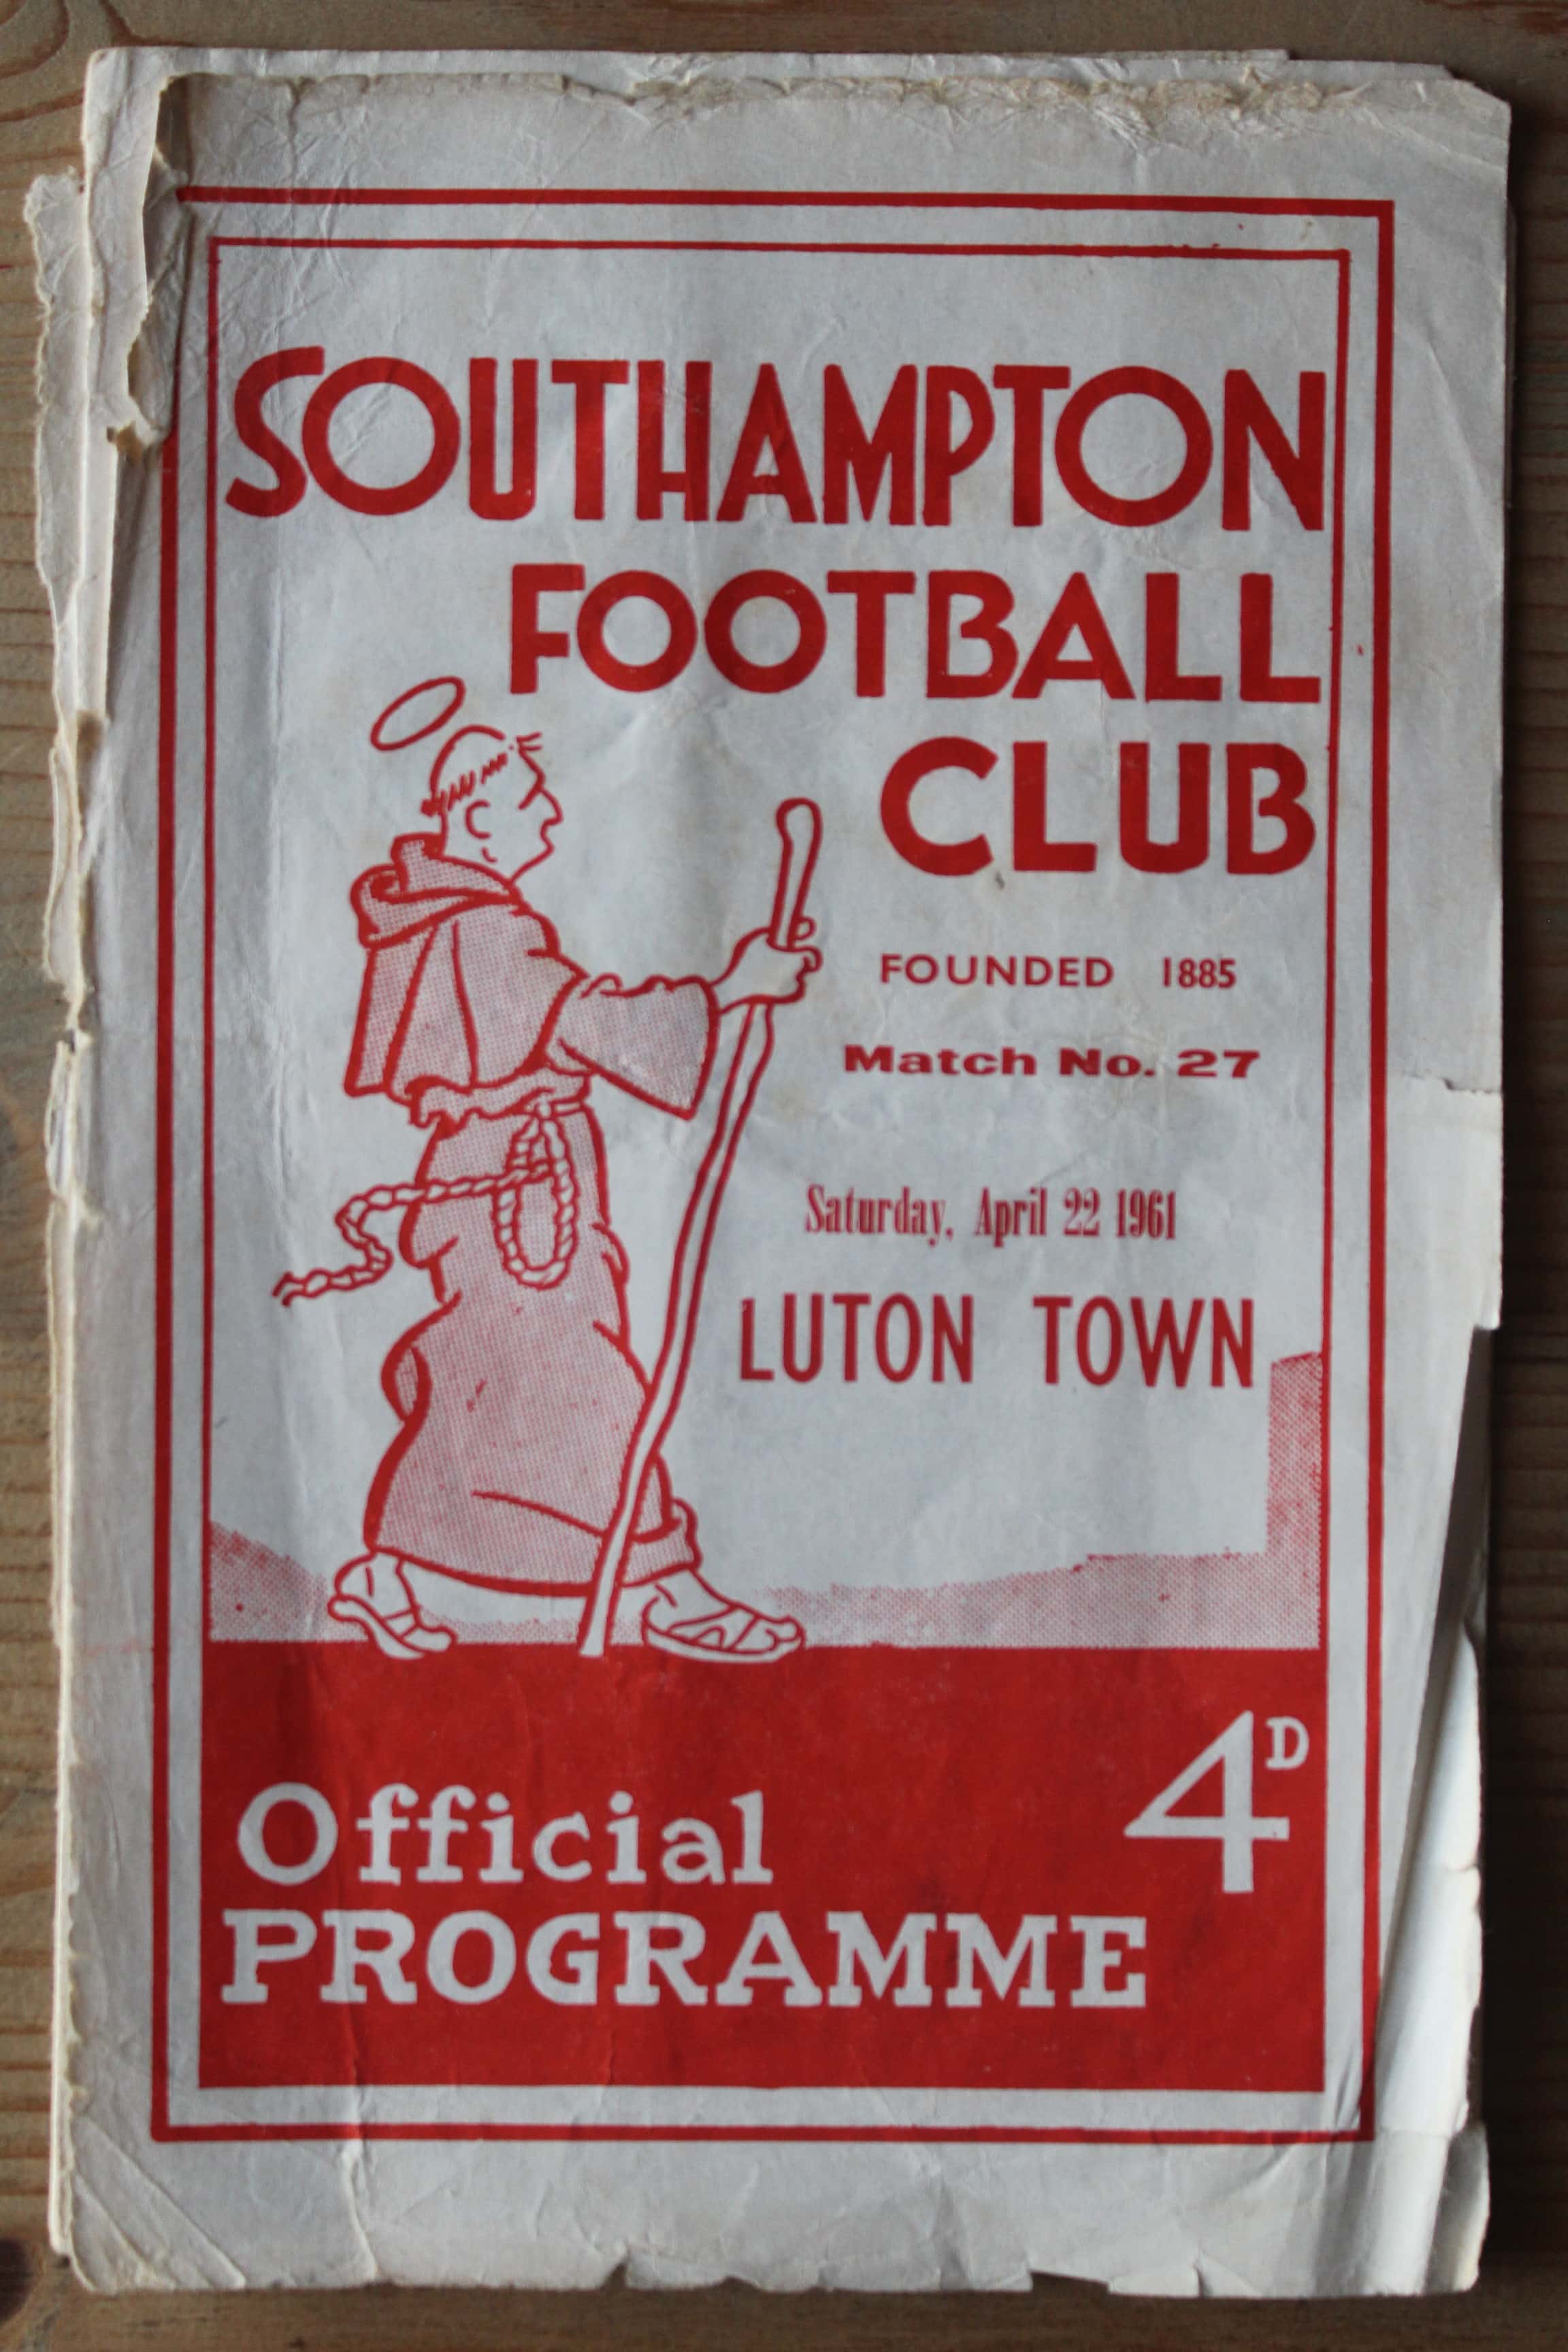 SOUTHAMPTON
FOOTBALL
CLUB
FOUNDED 1885
Match No. 27
Saturday, April 22 1961
LUTON TOWN
4D
Official
PROGRAMME